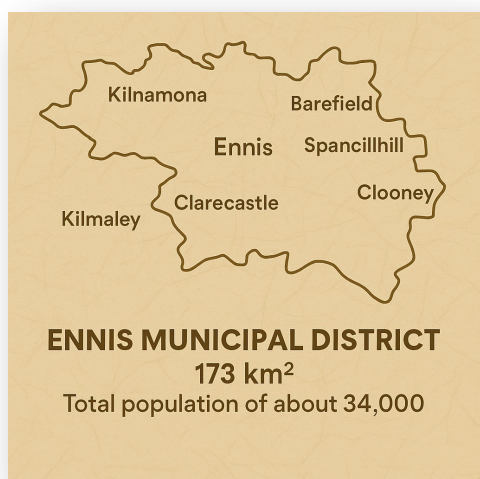 Kilnamona
Barefield
Ennis
Spancillhill
Clooney
Clarecastle
Kilmaley
ENNIS MUNICIPAL DISTRICT
173 km²
Total population of about 34,000